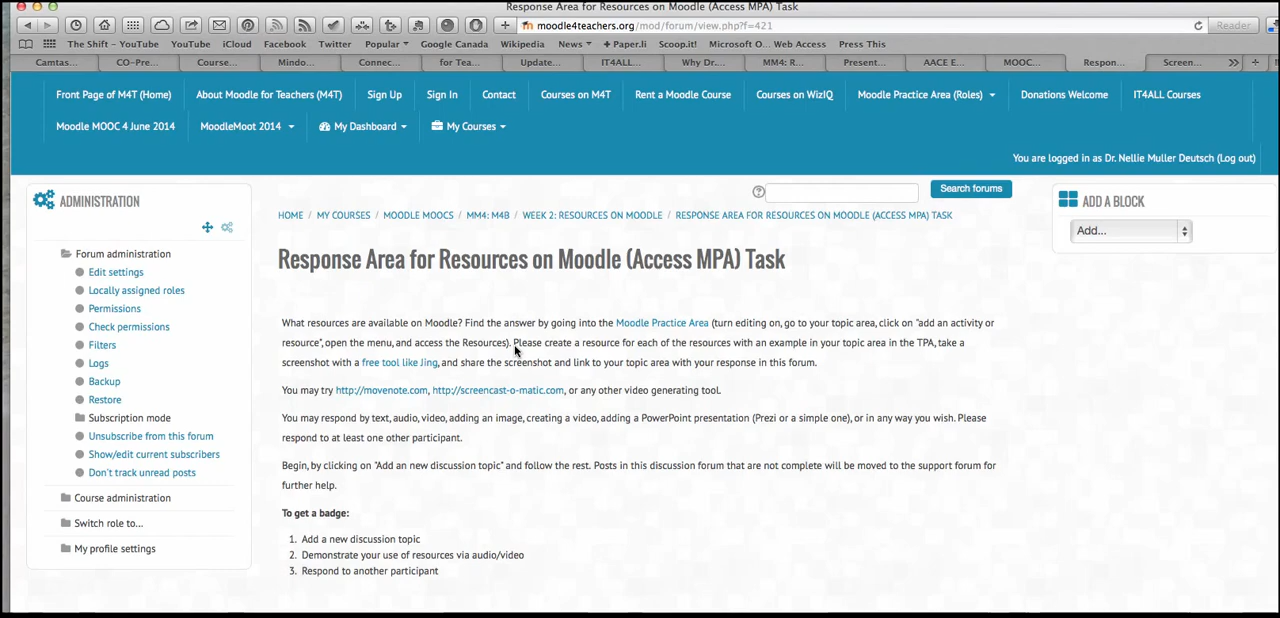 Response Area for Resources on Moodle (Access MPA) Task
moodle4teachers.org/mod/forum/view.php?f=421
Reader
The Shift – YouTube YouTube iCloud Facebook Twitter Popular Google Canada Wikipedia News + Paper.li Scoop.it! Microsoft O... Web Access Press This
Camtas... CO-Pre... Course... Mindo... Connec... for Tea... Update... IT4ALL... Why Dr... MM4: R... Present... AACE E... MOOC... Respon... Screen...
Front Page of M4T (Home) About Moodle for Teachers (M4T) Sign Up Sign In Contact Courses on M4T Rent a Moodle Course Courses on WizIQ Moodle Practice Area (Roles) Donations Welcome IT4ALL Courses
Moodle MOOC 4 June 2014 MoodleMoot 2014 My Dashboard My Courses
You are logged in as Dr. Nellie Muller Deutsch (Log out)
ADMINISTRATION
Forum administration
Edit settings
Locally assigned roles
Permissions
Check permissions
Filters
Logs
Backup
Restore
Subscription mode
Unsubscribe from this forum
Show/edit current subscribers
Don't track unread posts
Course administration
Switch role to...
My profile settings
Search forums
HOME / MY COURSES / MOODLE MOOCS / MM4: M4B / WEEK 2: RESOURCES ON MOODLE / RESPONSE AREA FOR RESOURCES ON MOODLE (ACCESS MPA) TASK
Response Area for Resources on Moodle (Access MPA) Task
What resources are available on Moodle? Find the answer by going into the Moodle Practice Area (turn editing on, go to your topic area, click on "add an activity or
resource", open the menu, and access the Resources). Please create a resource for each of the resources with an example in your topic area in the TPA, take a
screenshot with a free tool like Jing, and share the screenshot and link to your topic area with your response in this forum.
You may try http://movenote.com, http://screencast-o-matic.com, or any other video generating tool.
You may respond by text, audio, video, adding an image, creating a video, adding a PowerPoint presentation (Prezi or a simple one), or in any way you wish. Please
respond to at least one other participant.
Begin, by clicking on "Add an new discussion topic" and follow the rest. Posts in this discussion forum that are not complete will be moved to the support forum for
further help.
To get a badge:
1. Add a new discussion topic
2. Demonstrate your use of resources via audio/video
3. Respond to another participant
ADD A BLOCK
Add...